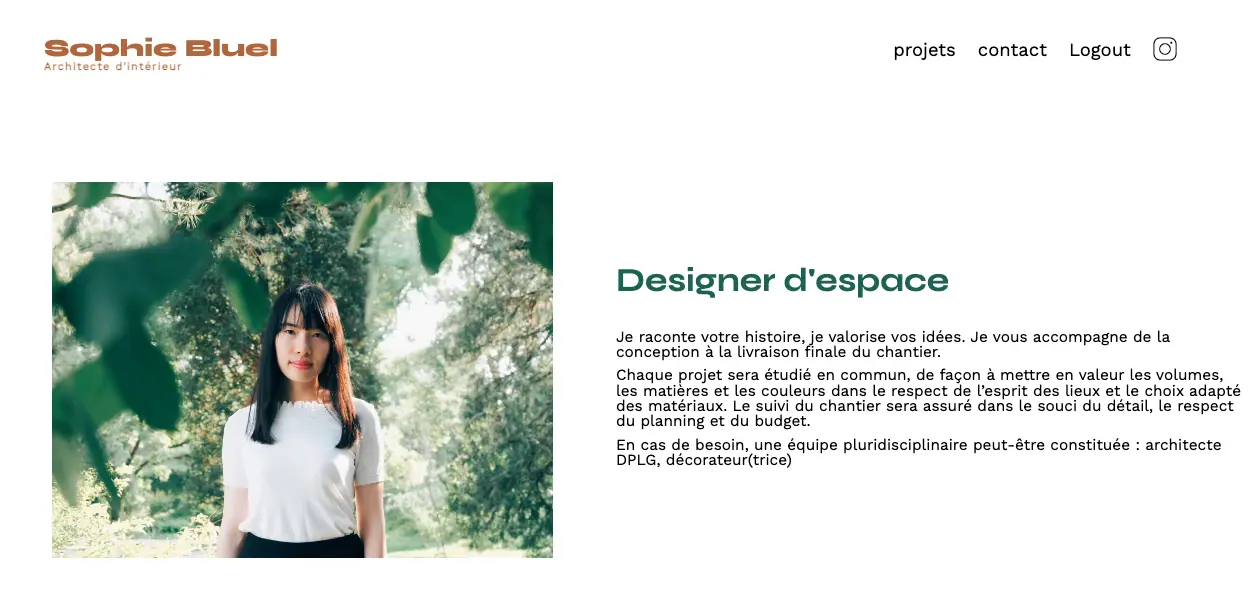 Sophie Bluel
Architecte d'intérieur
projets contact Logout
Designer d'espace
Je raconte votre histoire, je valorise vos idées. Je vous accompagne de la
conception à la livraison finale du chantier.
Chaque projet sera étudié en commun, de façon à mettre en valeur les volumes,
les matières et les couleurs dans le respect de l’esprit des lieux et le choix adapté
des matériaux. Le suivi du chantier sera assuré dans le souci du détail, le respect
du planning et du budget.
En cas de besoin, une équipe pluridisciplinaire peut-être constituée : architecte
DPLG, décorateur(trice)